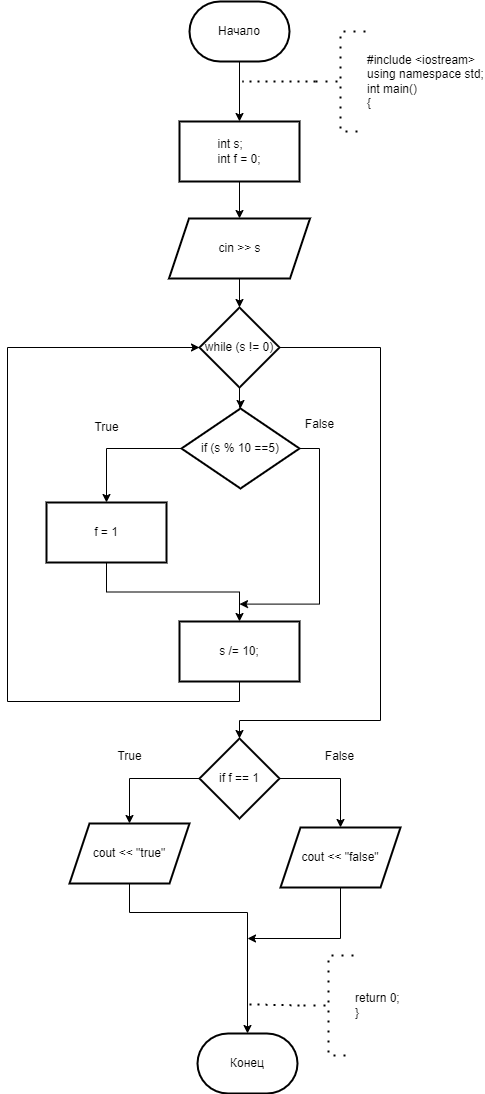 Начало
#include <iostream>
using namespace std;
int main()
{
int s;
int f = 0;
cin >> s
while (s != 0)
True
False
if (s % 10 ==5)
f = 1
s /= 10;
True
False
if f == 1
cout << "true"
cout << "false"
return 0;
}
Конец